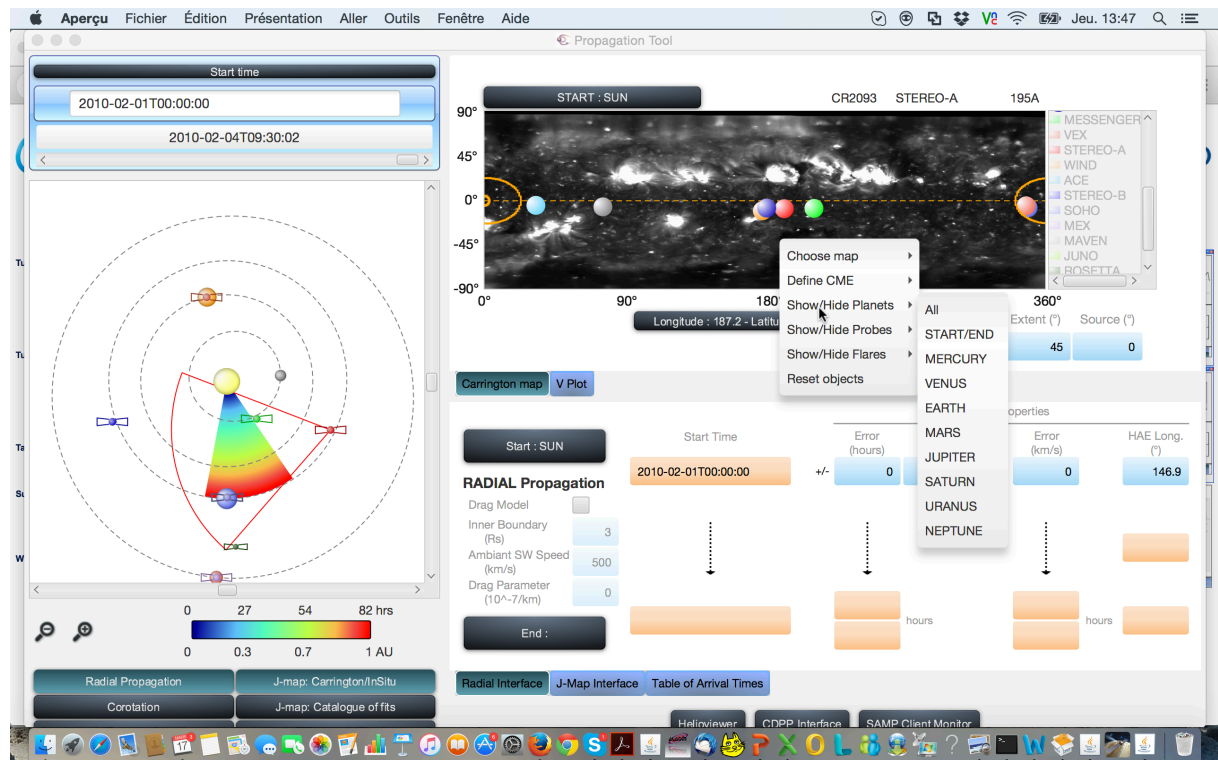 Aperçu Fichier Édition Présentation Aller Outils Fenêtre Aide Jeu. 13:47
Propagation Tool
Start time
2010-02-01T00:00:00
2010-02-04T09:30:02
START : SUN CR2093 STEREO-A 195A
90°
45°
0°
-45°
-90°
0° 90° 180° 360°
MESSENGER
VEX
STEREO-A
WIND
ACE
STEREO-B
SOHO
MEX
MAVEN
JUNO
ROSETTA
Longitude : 187.2 - Latitu
Choose map
Define CME
Show/Hide Planets
Show/Hide Probes
Show/Hide Flares
Reset objects
All
START/END
MERCURY
VENUS
EARTH
MARS
JUPITER
SATURN
URANUS
NEPTUNE
Extent (°) Source (°)
45 0
Carrington map V Plot
operties
Start : SUN
Start Time
Error
(hours)
Error
(km/s)
HAE Long.
(°)
2010-02-01T00:00:00 +/- 0 0 146.9
RADIAL Propagation
Drag Model
Inner Boundary
(Rs)
3
Ambiant SW Speed
(km/s)
500
Drag Parameter
(10^-7/km)
0
End :
hours hours
0 27 54 82 hrs
0 0.3 0.7 1 AU
Radial Propagation J-map: Carrington/InSitu
Corotation J-map: Catalogue of fits
Radial Interface J-Map Interface Table of Arrival Times
Helioviewer CDPP Interface SAMP Client Monitor